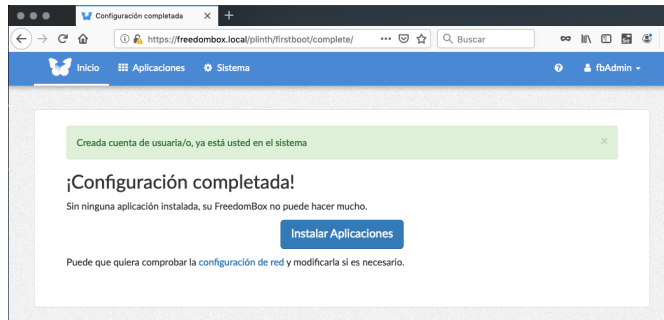 Configuración completada
https://freedombox.local/plinth/firstboot/complete/
Buscar
Inicio Aplicaciones Sistema fbAdmin
Creada cuenta de usuaria/o, ya está usted en el sistema
¡Configuración completada!
Sin ninguna aplicación instalada, su FreedomBox no puede hacer mucho.
Instalar Aplicaciones
Puede que quiera comprobar la configuración de red y modificarla si es necesario.